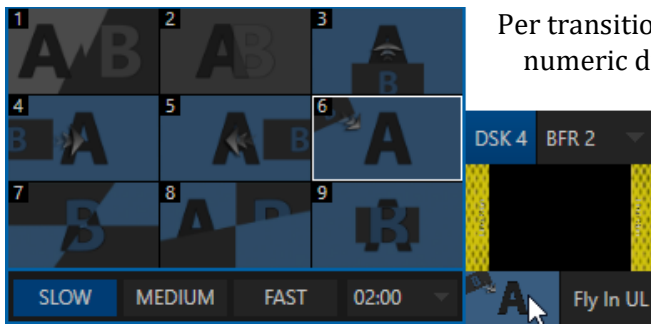 Per transitio
numeric d
1
A B
2
A B
3
A
B
4
B A
5
A B
6
A
7
B
A
8
A
9
B
DSK 4 BFR 2
SLOW MEDIUM FAST 02:00
A Fly In UL